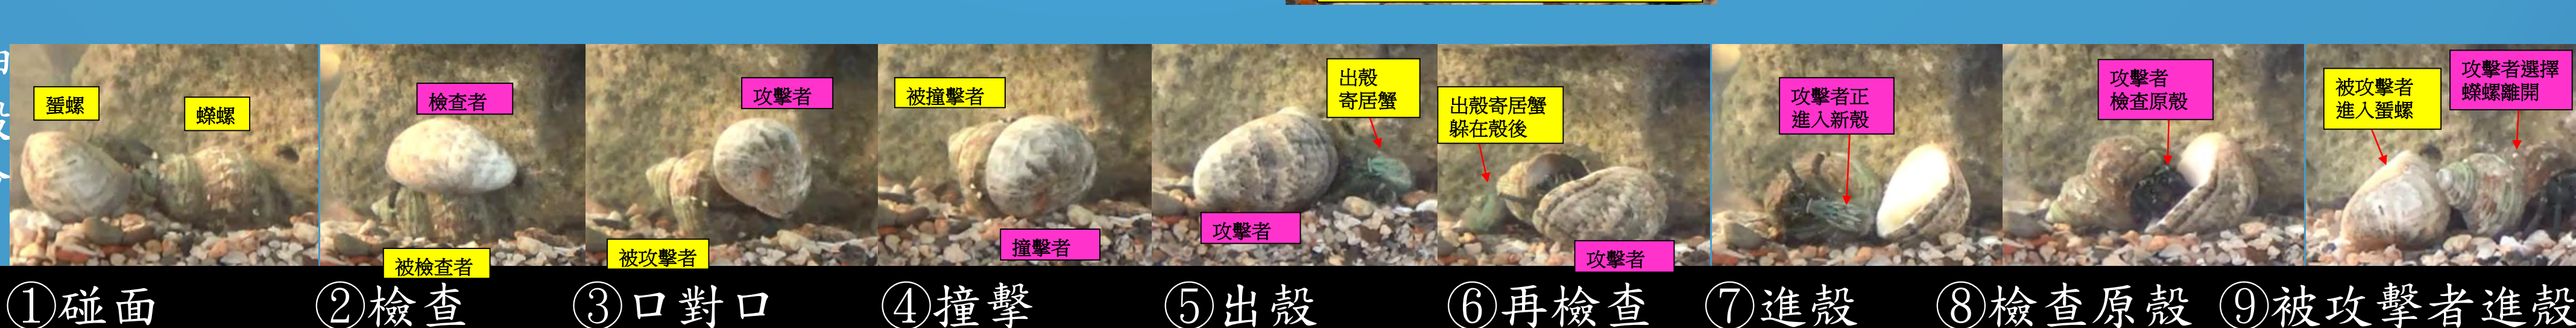 蜑螺
蠑螺
檢查者
被檢查者
攻擊者
被攻擊者
被撞擊者
撞擊者
出殼
寄居蟹
攻擊者
出殼寄居蟹
躲在殼後
攻擊者
攻擊者正
進入新殼
攻擊者
檢查原殼
被攻擊者
進入蜑螺
攻擊者選擇
蠑螺離開
①碰面
②檢查
③口對口
④撞擊
⑤出殼
⑥再檢查
⑦進殼
⑧檢查原殼
⑨被攻擊者進殼